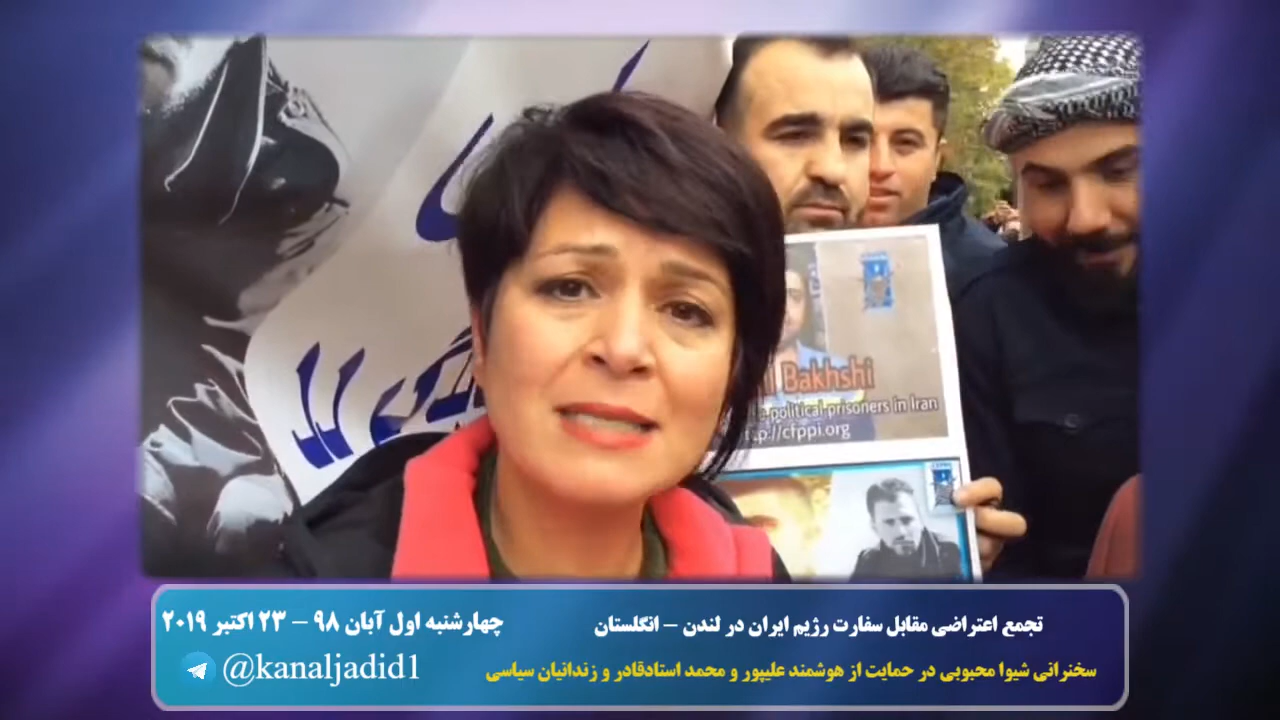 Bakhshi
political prisoners in Iran
cfppi.org
تجمع اعتراضی مقابل سفارت رژیم ایران در لندن – انگلستان
چهارشنبه اول آبان ۹۸ – ۲۳ اکتبر ۲۰۱۹
سخنرانی شیوا محبوبی در حمایت از هوشمند علیپور و محمد استادقادر و زندانیان سیاسی
@kanaljadid1